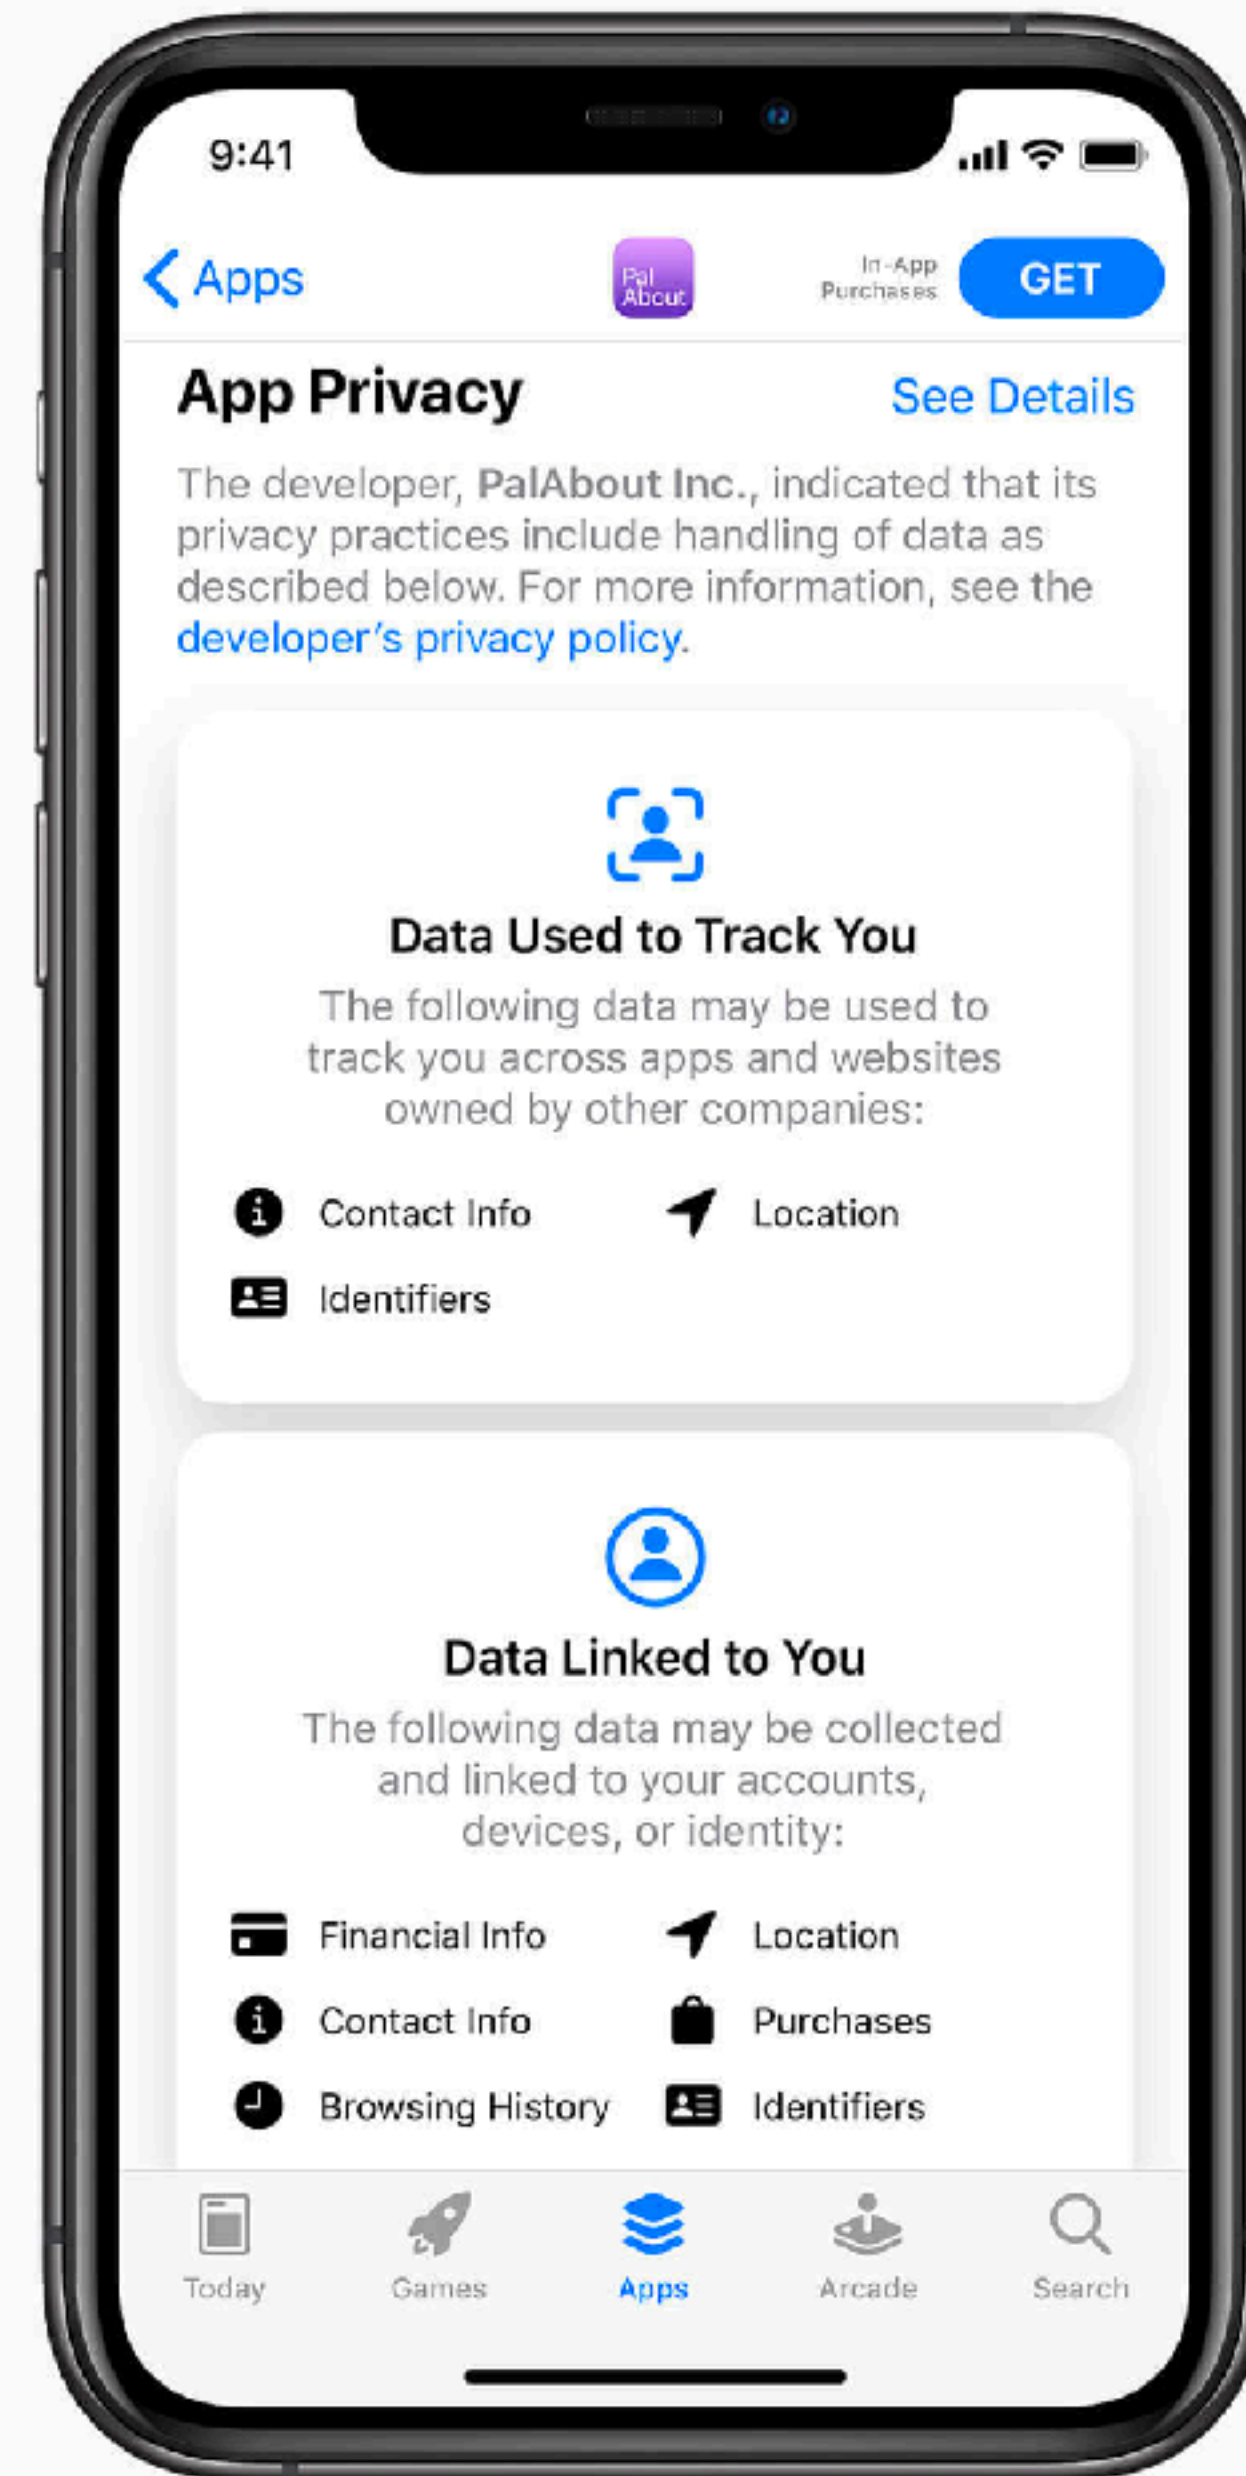 9:41
Apps
Pal
About
In-App
Purchases
GET
App Privacy
See Details
The developer, PalAbout Inc., indicated that its
privacy practices include handling of data as
described below. For more information, see the
developer’s privacy policy.
Data Used to Track You
The following data may be used to
track you across apps and websites
owned by other companies:
Contact Info
Location
Identifiers
Data Linked to You
The following data may be collected
and linked to your accounts,
devices, or identity:
Financial Info
Location
Contact Info
Purchases
Browsing History
Identifiers
Today
Games
Apps
Arcade
Search